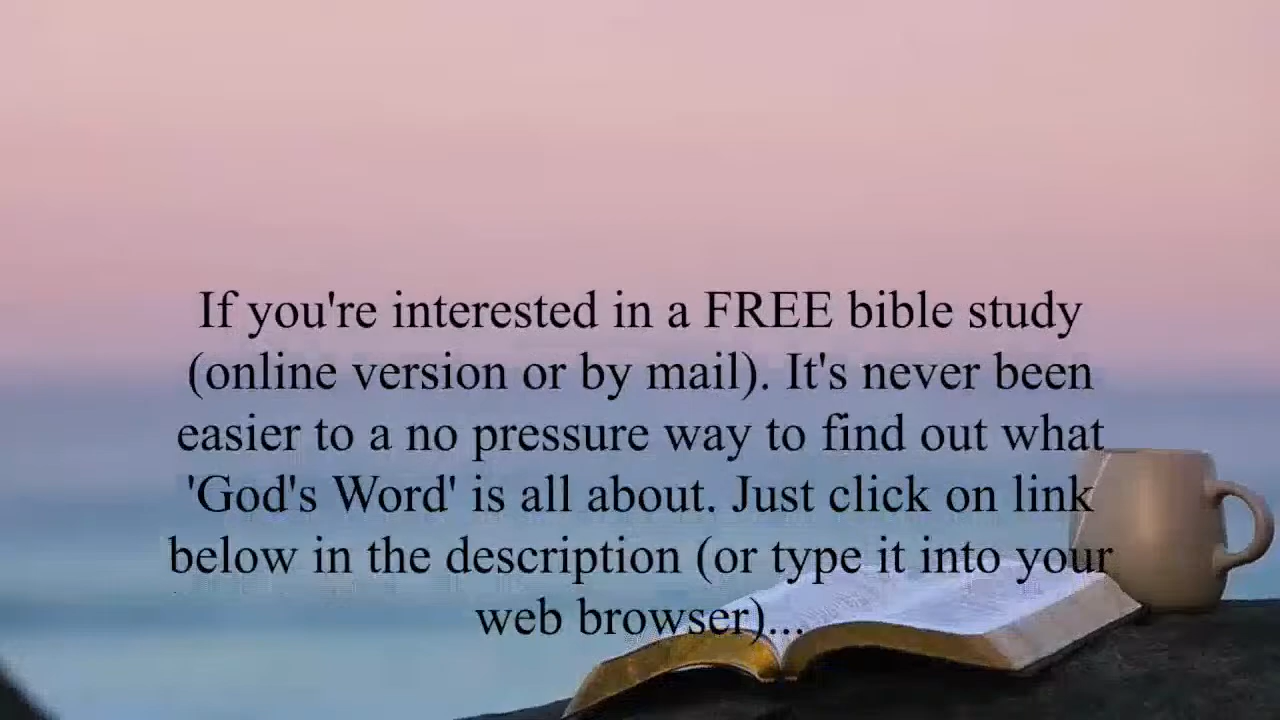 If you're interested in a FREE bible study
(online version or by mail). It's never been
easier to a no pressure way to find out what
'God's Word' is all about. Just click on link
below in the description (or type it into your
web browser)...